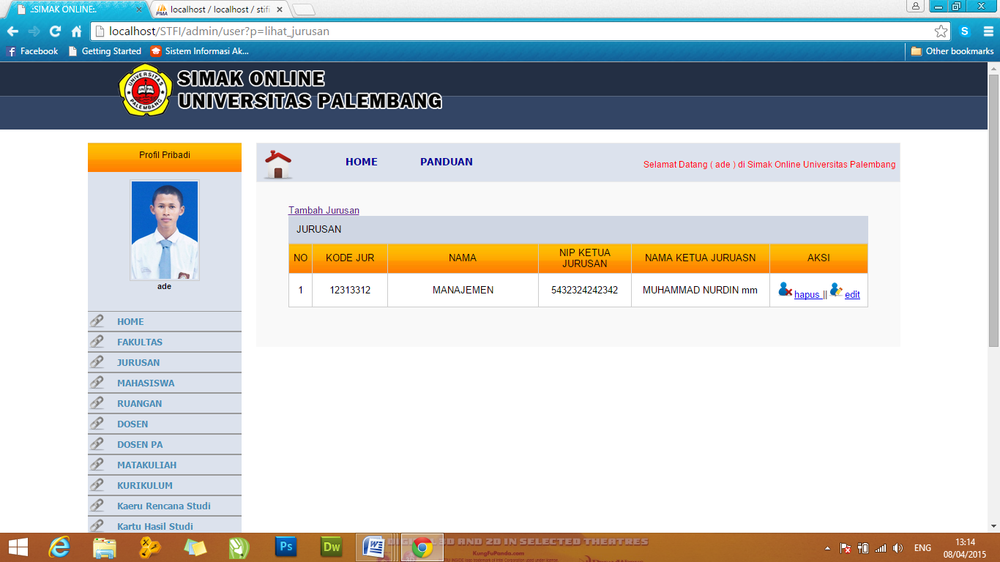 .:SIMAK ONLINE:.
localhost / localhost / stfi
localhost/STFI/admin/user?p=lihat_jurusan
Facebook
Getting Started
Sistem Informasi Ak...
Other bookmarks
UNIVERSITAS
PALEMBANG
SIMAK ONLINE
UNIVERSITAS PALEMBANG
Profil Pribadi
ade
HOME
FAKULTAS
JURUSAN
MAHASISWA
RUANGAN
DOSEN
DOSEN PA
MATAKULIAH
KURIKULUM
Kaeru Rencana Studi
Kartu Hasil Studi
HOME PANDUAN
Selamat Datang ( ade ) di Simak Online Universitas Palembang
Tambah Jurusan
JURUSAN
NO KODE JUR NAMA NIP KETUA JURUSAN NAMA KETUA JURUASN AKSI
1 12313312 MANAJEMEN 5432324242342 MUHAMMAD NURDIN mm hapus || edit
Ps
Dw
3D AND 2D IN SELECTED THEATRES
KungFuPanda.com
ENG
13:14
08/04/2015